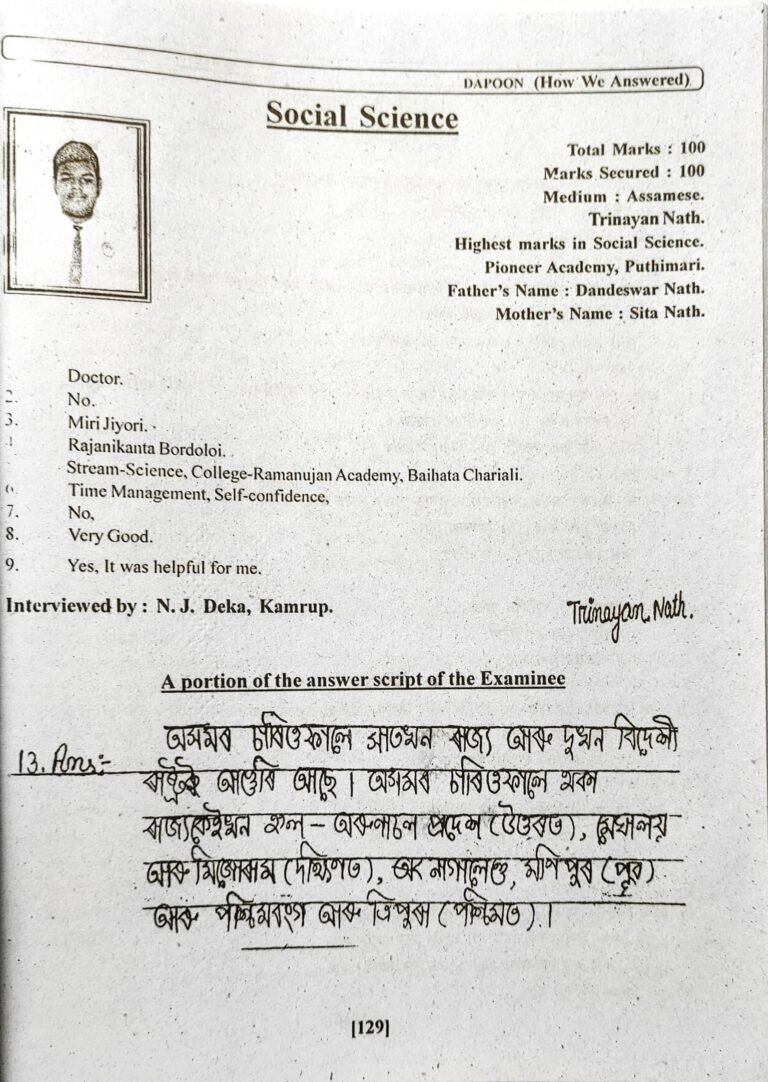 DAPOON (How We Answered)
Social Science
Total Marks : 100
Marks Secured : 100
Medium : Assamese.
Trinayan Nath.
Highest marks in Social Science.
Pioneer Academy, Puthimari.
Father's Name : Dandeswar Nath.
Mother's Name : Sita Nath.
Doctor.
2. No.
3. Miri Jiyori.
Rajanikanta Bordoloi.
Stream-Science, College-Ramanujan Academy, Baihata Chariali.
6. Time Management, Self-confidence,
7. No,
8. Very Good.
9. Yes, It was helpful for me.
Interviewed by : N. J. Deka, Kamrup.
Trinayan Nath.
A portion of the answer script of the Examinee
13. Ans:- অসমৰ চাৰিওফালে সাতখন ৰাজ্য আৰু দুখন বিদেশী
আছে। অসমৰ চাৰিওফালে থকা
ৰাজ্যকেইখন হল – অৰুণাচল প্ৰদেশ (উত্তৰত), মেঘালয়
আৰু মিজোৰাম (দক্ষিণত), নাগালেণ্ড, মণিপুৰ (পূৱ)
আৰু পশ্চিমবংগ আৰু ত্ৰিপুৰা (পশ্চিমত)।
[129]